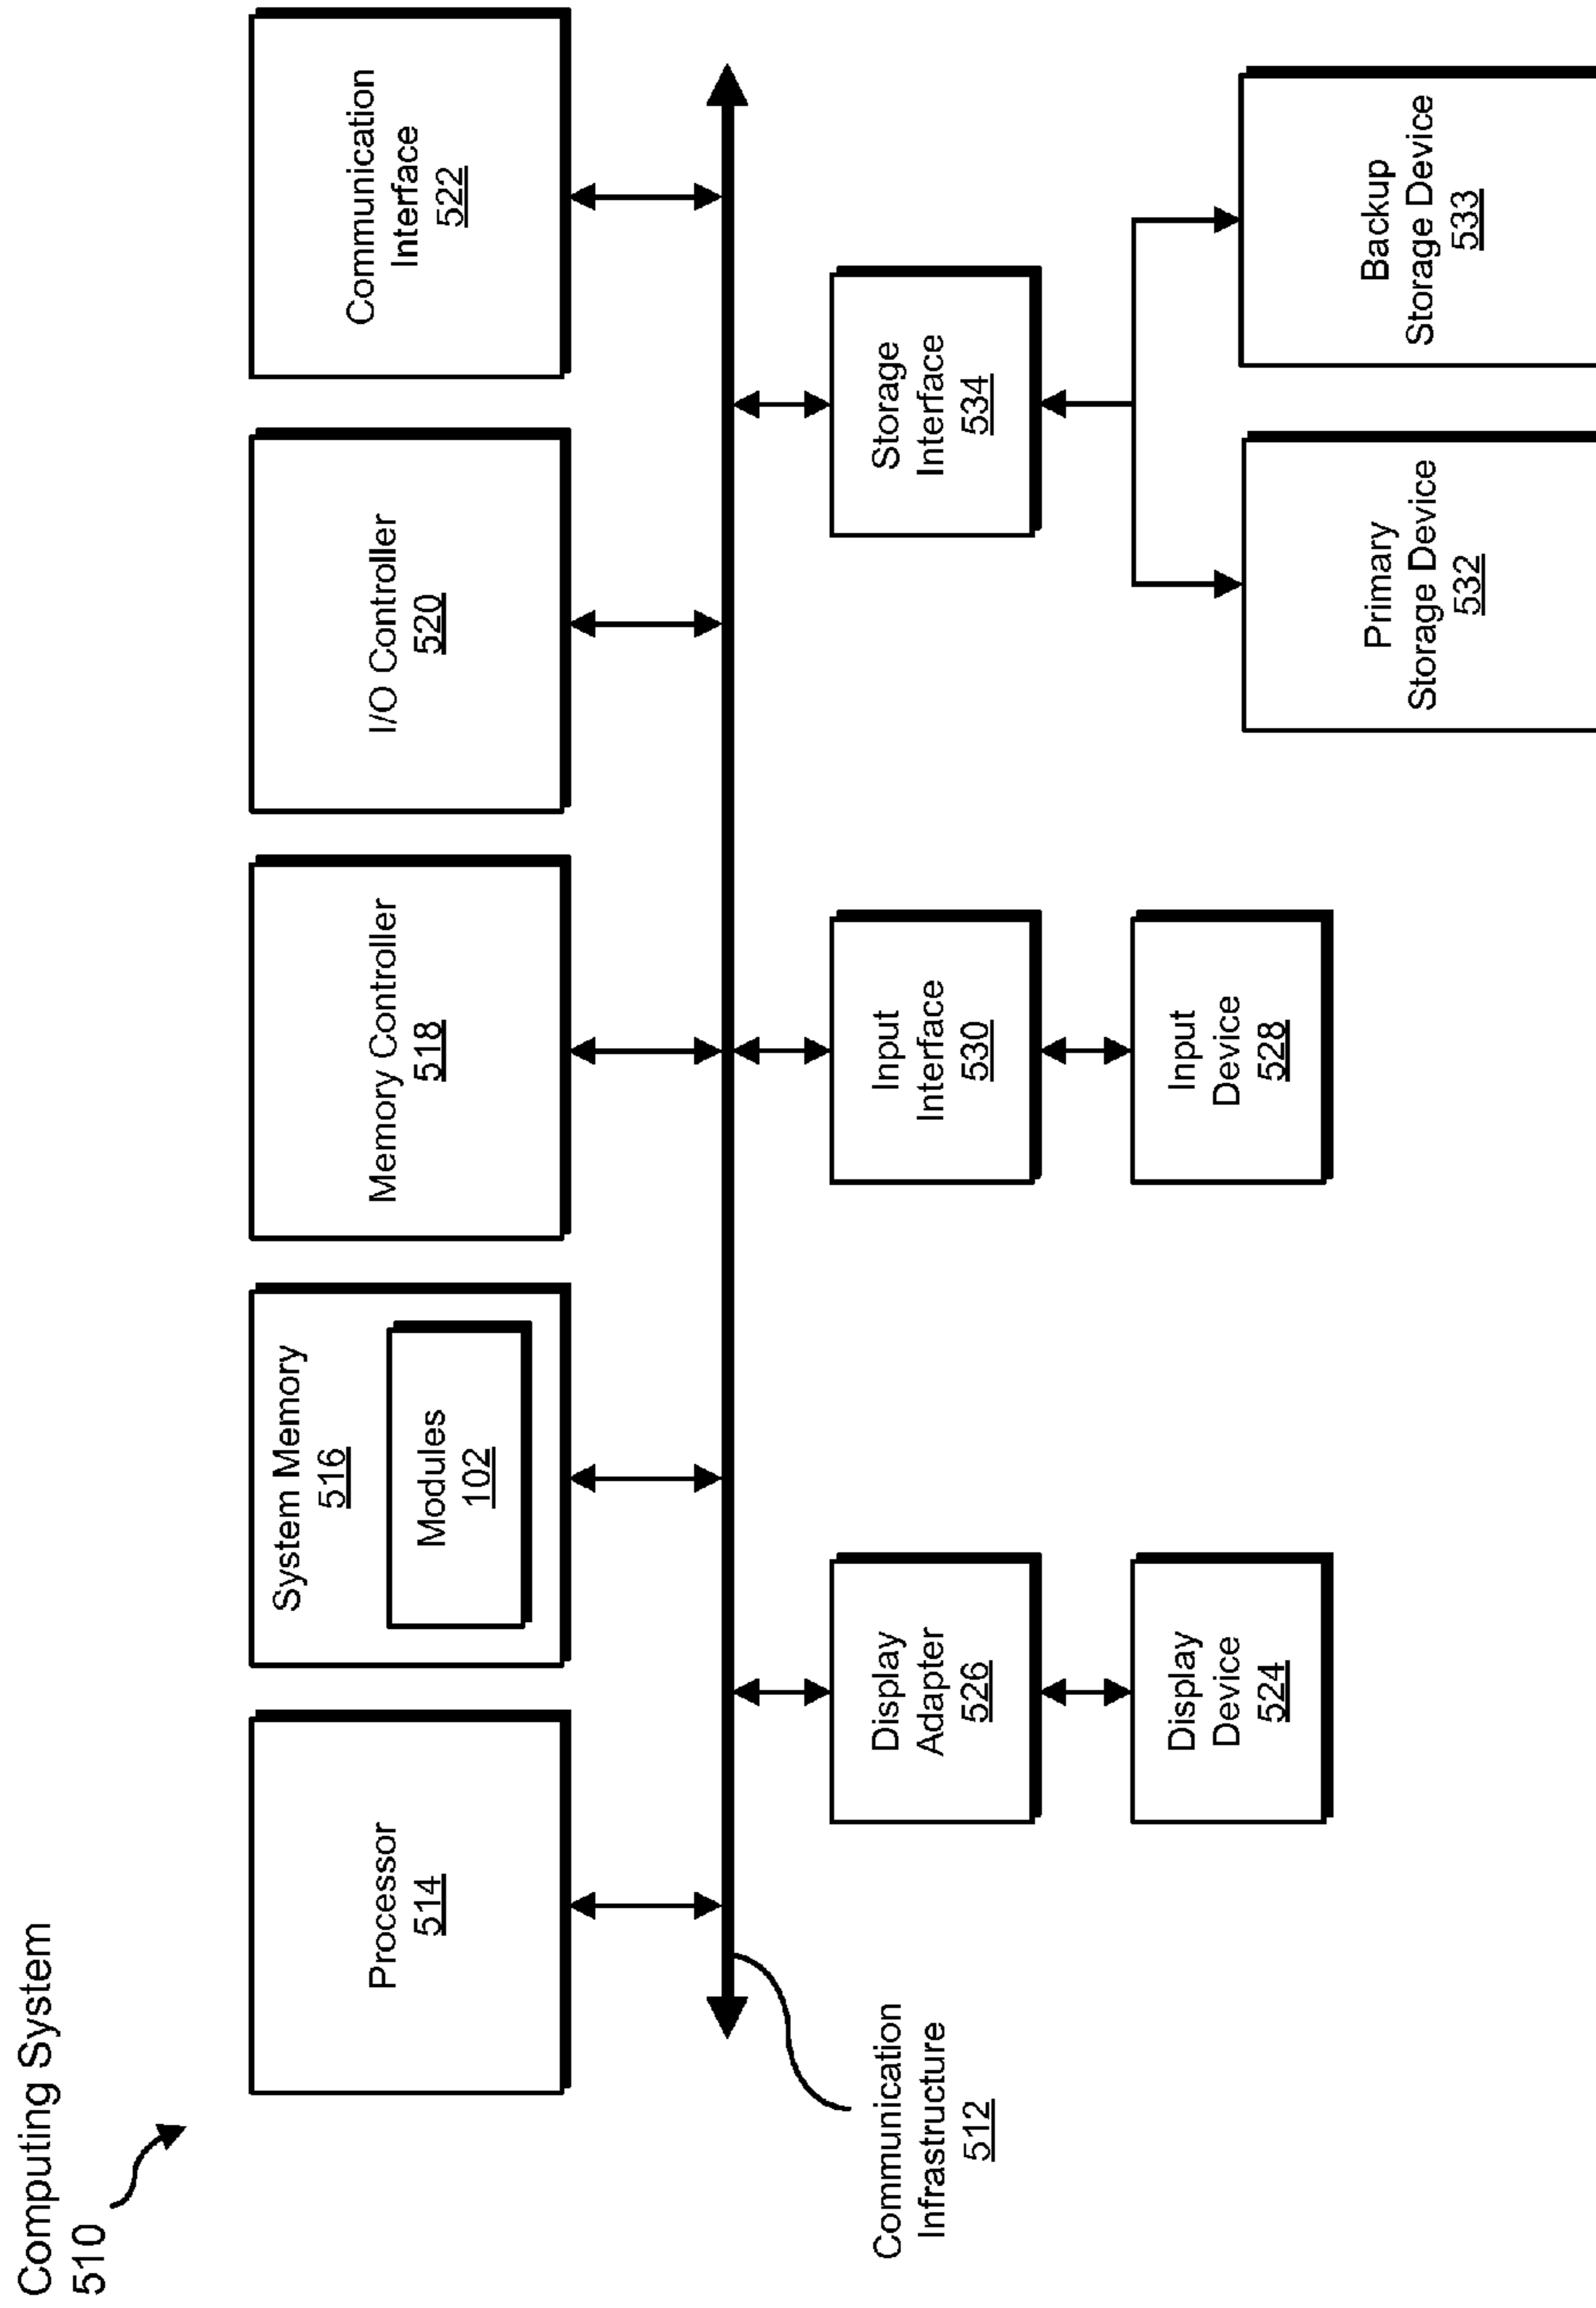 Computing System
510
Processor
514
System Memory
516
Modules
102
Memory Controller
518
I/O Controller
520
Communication
Interface
522
Communication
Infrastructure
512
Display
Adapter
526
Input
Interface
530
Storage
Interface
534
Display
Device
524
Input
Device
528
Primary
Storage Device
532
Backup
Storage Device
533